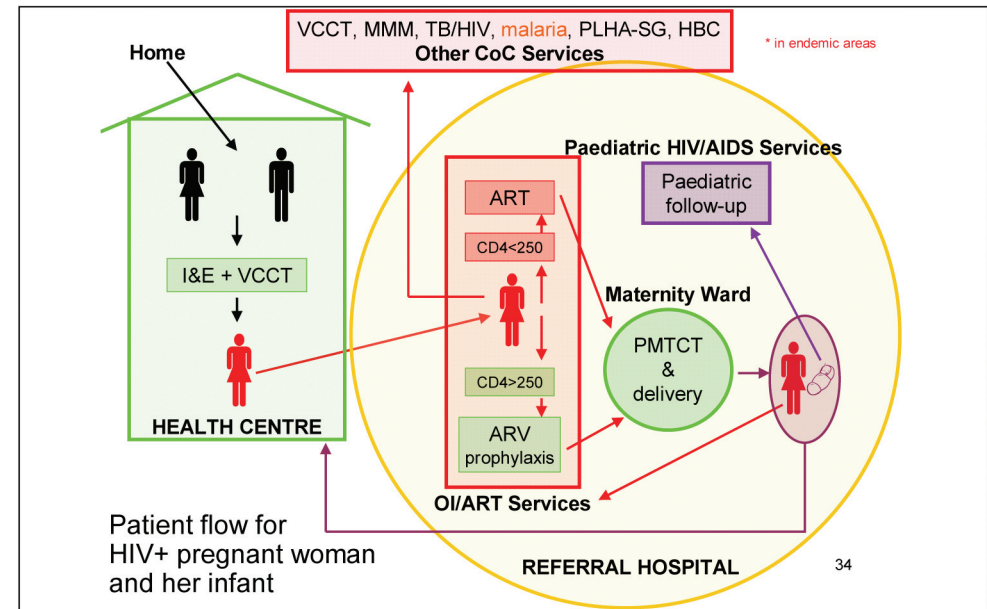 VCCT, MMM, TB/HIV, malaria, PLHA-SG, HBC
Other CoC Services
* in endemic areas
Home
I&E + VCCT
HEALTH CENTRE
ART
CD4<250
CD4>250
ARV
prophylaxis
OI/ART Services
Paediatric HIV/AIDS Services
Paediatric
follow-up
Maternity Ward
PMTCT
&
delivery
REFERRAL HOSPITAL
Patient flow for
HIV+ pregnant woman
and her infant
34